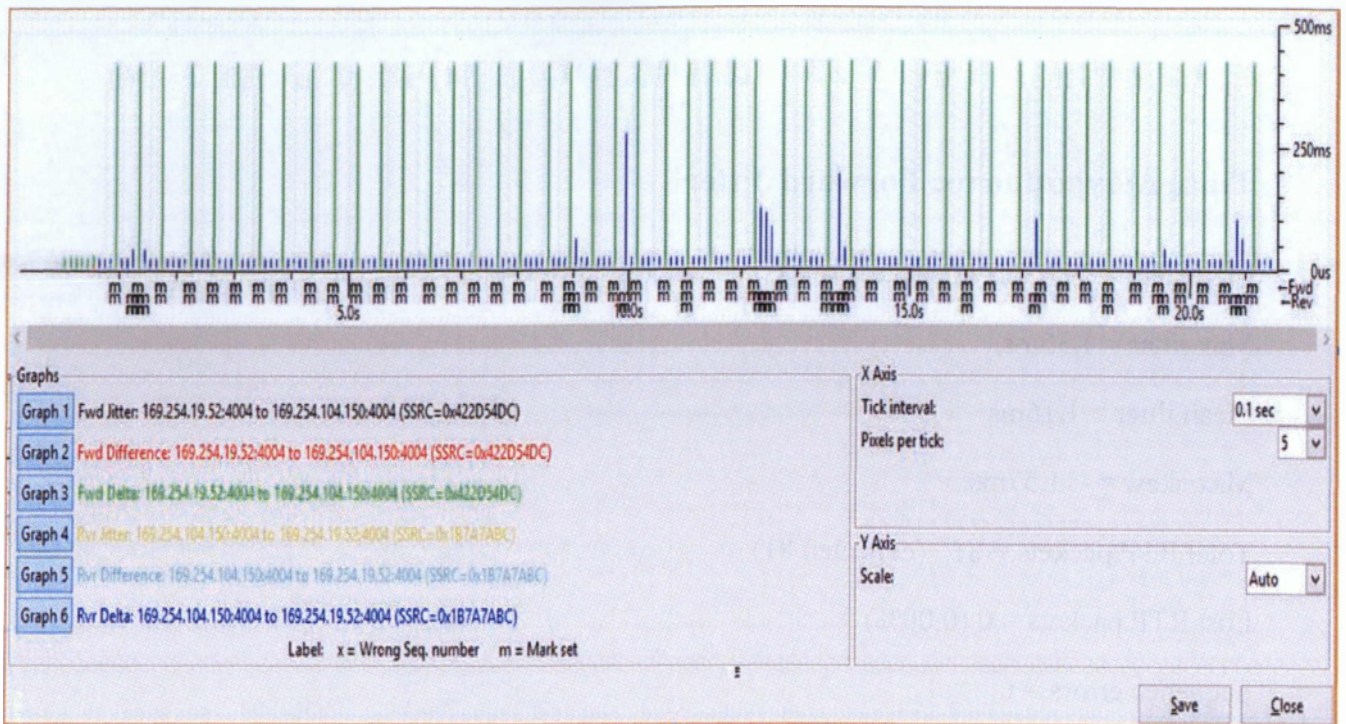 500ms
250ms
0us
Fwd
Rev
5.0s
10.0s
15.0s
20.0s
Graphs
Graph 1 Fwd Jitter: 169.254.19.52:4004 to 169.254.104.150:4004 (SSRC=0x422D54DC)
Graph 2 Fwd Difference: 169.254.19.52:4004 to 169.254.104.150:4004 (SSRC=0x422D54DC)
Graph 3 Fwd Delta: 169.254.19.52:4004 to 169.254.104.150:4004 (SSRC=0x422D54DC)
Graph 4 Rvr Jitter: 169.254.104.150:4004 to 169.254.19.52:4004 (SSRC=0x1B7A7ABC)
Graph 5 Rvr Difference: 169.254.104.150:4004 to 169.254.19.52:4004 (SSRC=0x1B7A7ABC)
Graph 6 Rvr Delta: 169.254.104.150:4004 to 169.254.19.52:4004 (SSRC=0x1B7A7ABC)
Label: x = Wrong Seq. number m = Mark set
X Axis
Tick interval: 0.1 sec
Pixels per tick: 5
Y Axis
Scale: Auto
Save Close